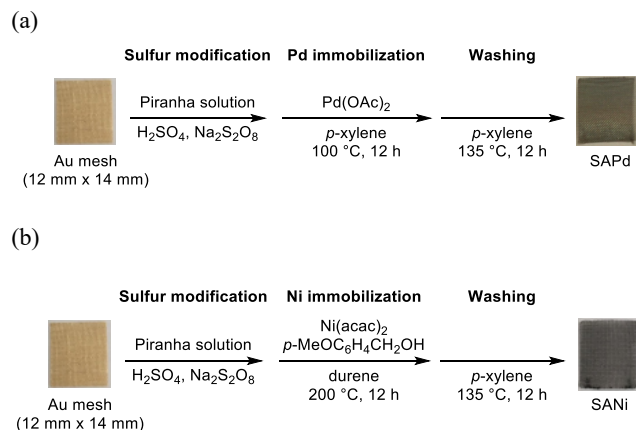 (a)
Sulfur modification Pd immobilization Washing
Piranha solution Pd(OAc)₂
H₂SO₄, Na₂S₂O₈ p-xylene p-xylene
100 °C, 12 h 135 °C, 12 h
Au mesh SAPd
(12 mm x 14 mm)
(b)
Sulfur modification Ni immobilization Washing
Ni(acac)₂
Piranha solution p-MeOC₆H₄CH₂OH
H₂SO₄, Na₂S₂O₈ durene p-xylene
200 °C, 12 h 135 °C, 12 h
Au mesh SANi
(12 mm x 14 mm)